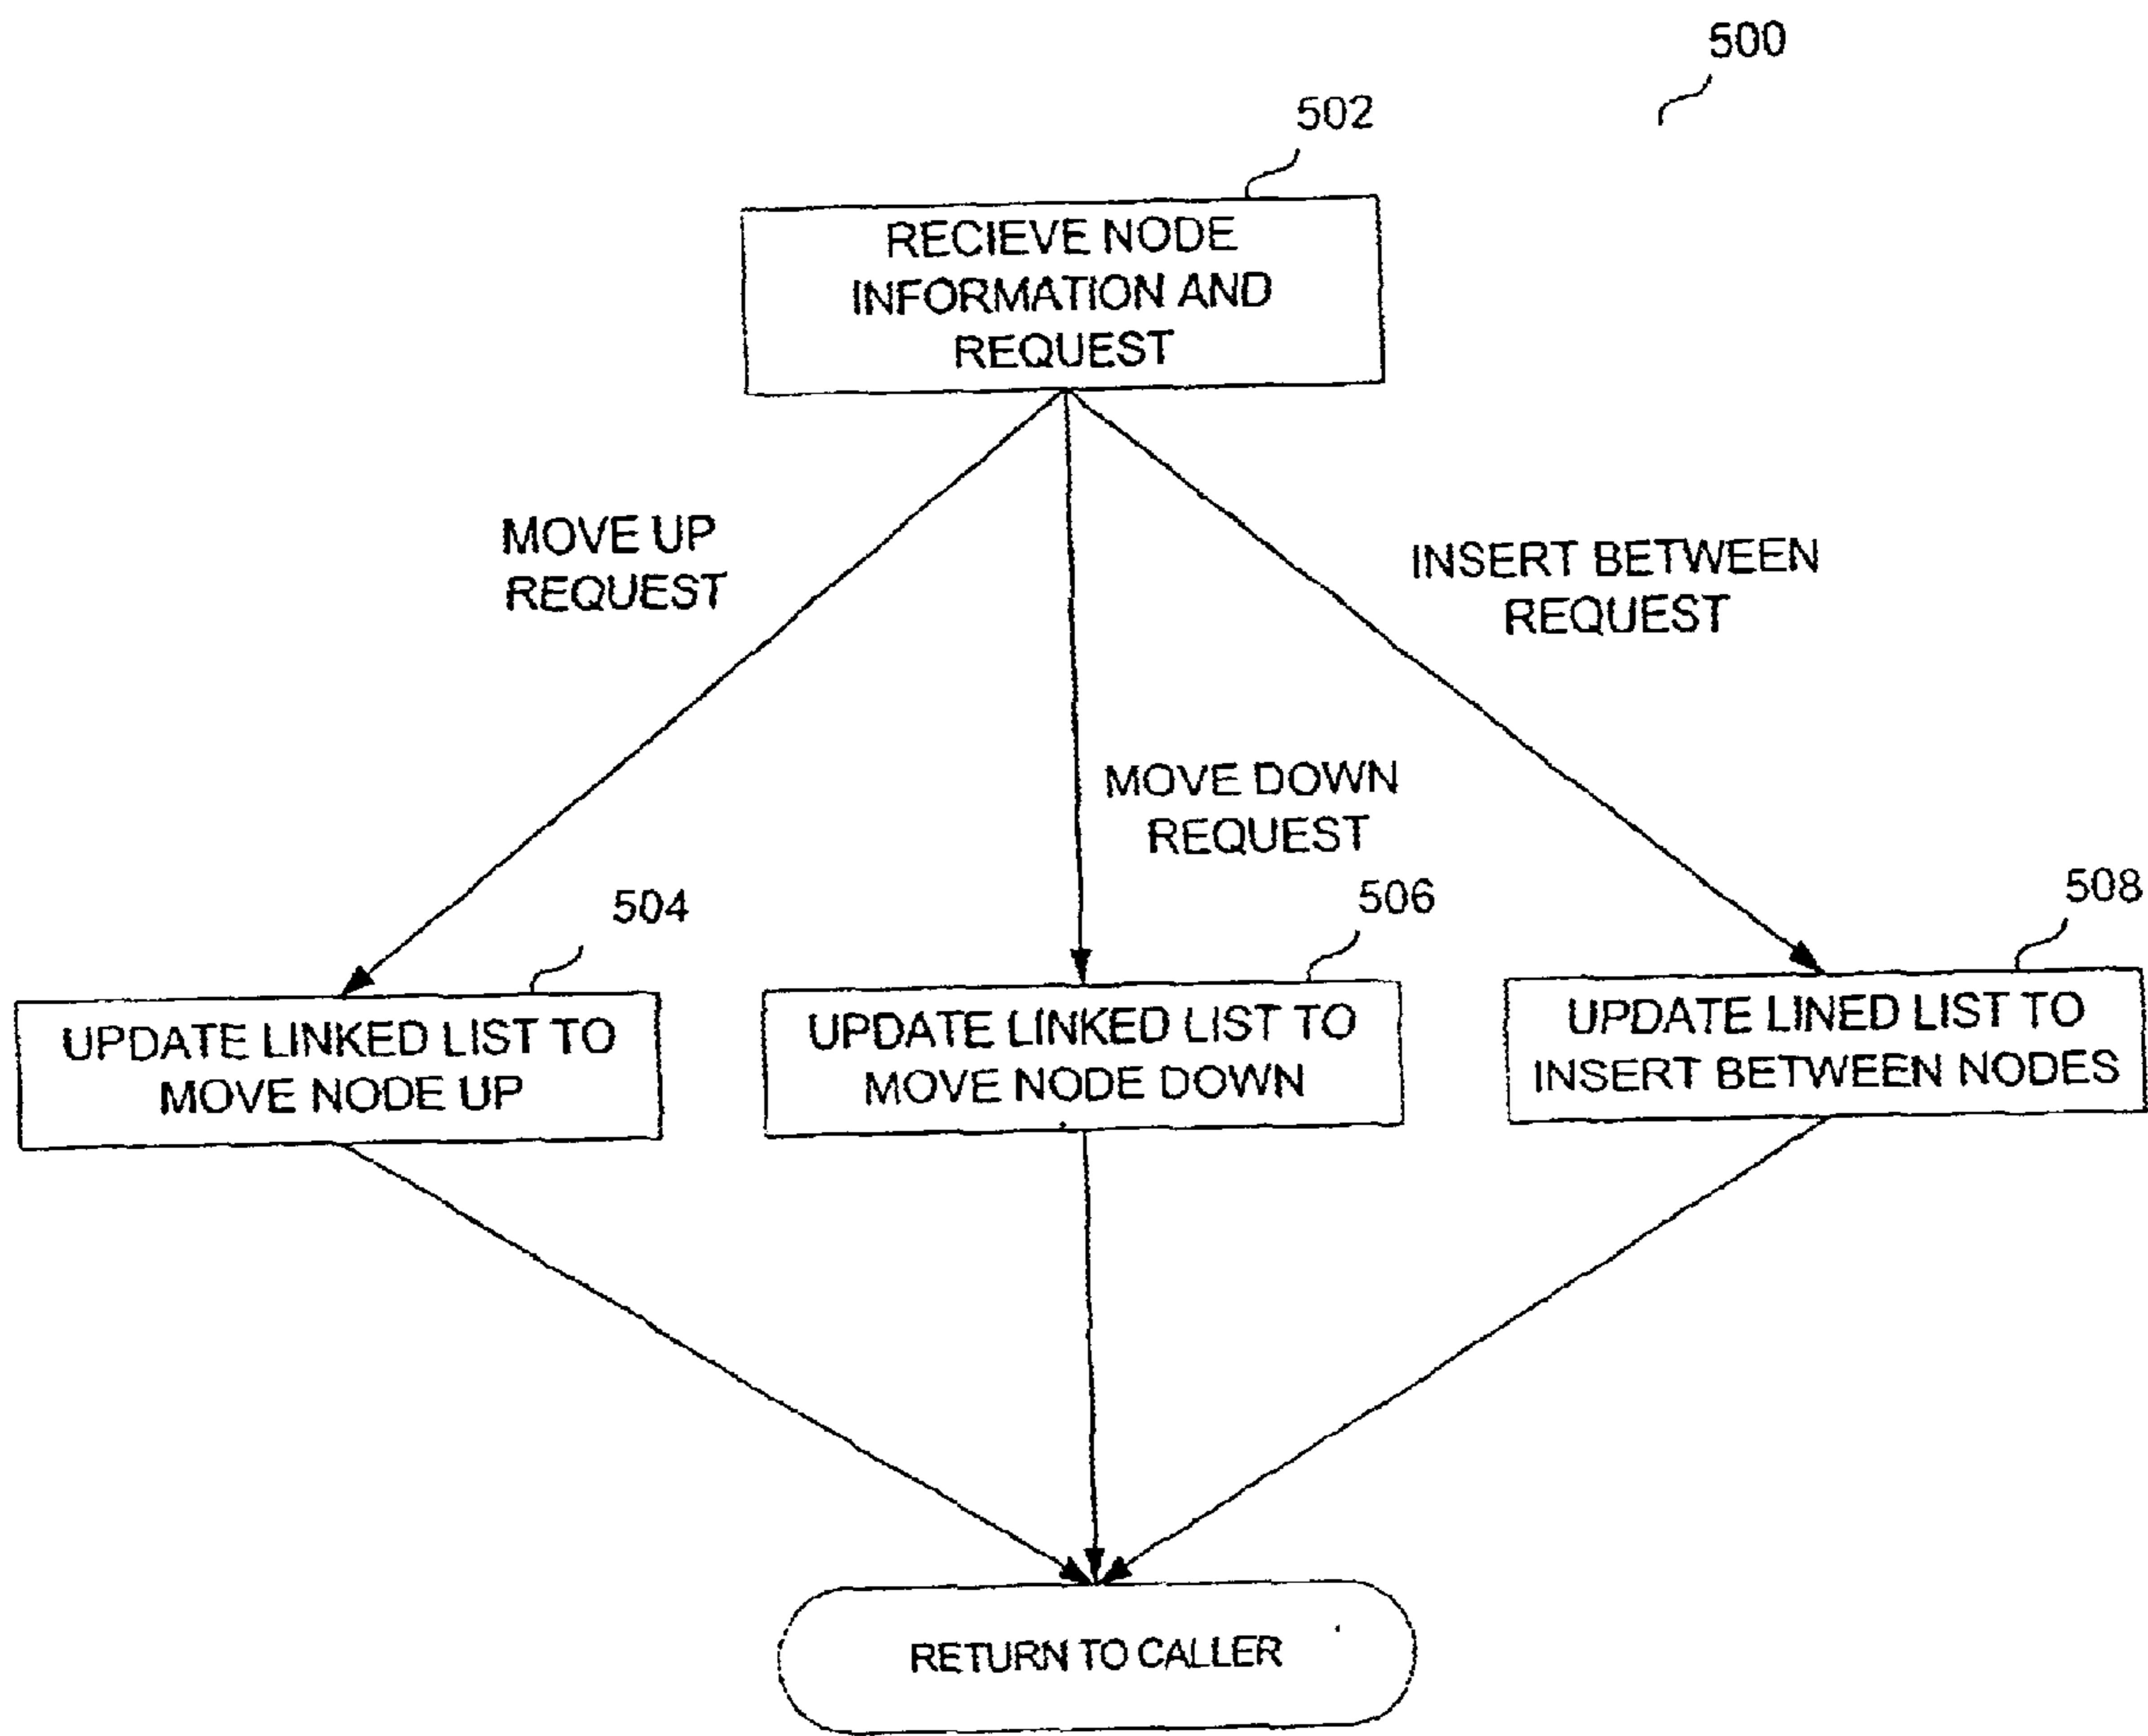 500
502
RECIEVE NODE
INFORMATION AND
REQUEST
MOVE UP
REQUEST
INSERT BETWEEN
REQUEST
MOVE DOWN
REQUEST
504
506
508
UPDATE LINKED LIST TO
MOVE NODE UP
UPDATE LINKED LIST TO
MOVE NODE DOWN
UPDATE LINED LIST TO
INSERT BETWEEN NODES
RETURN TO CALLER